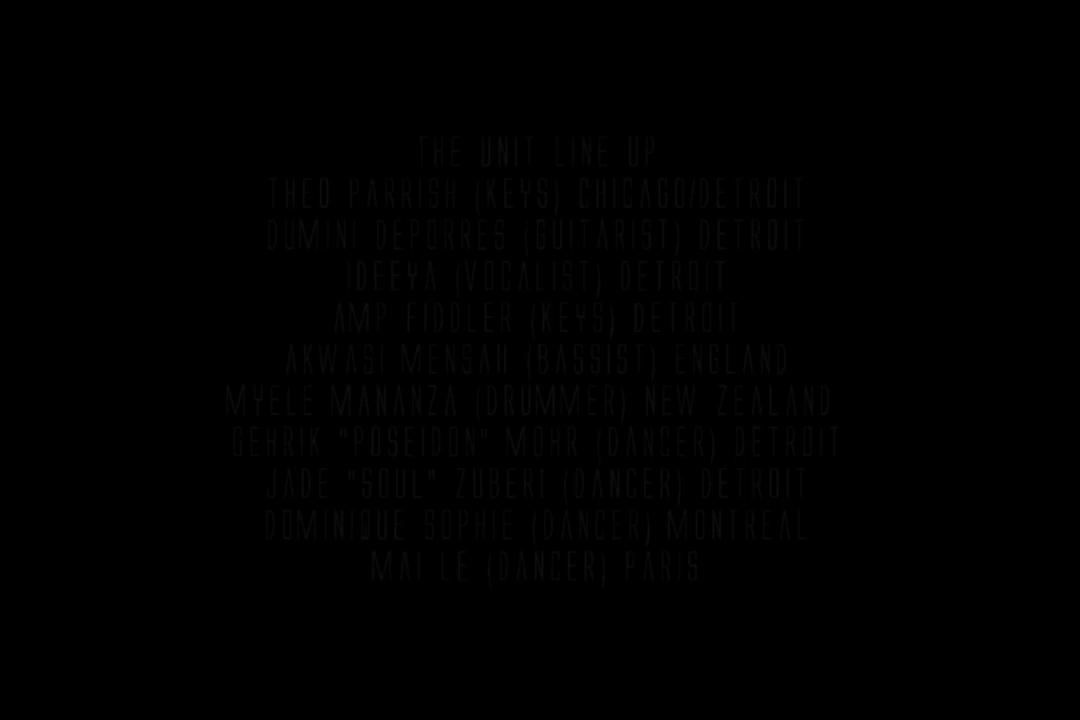 THE UNIT LINE UP
THEO PARRISH (KEYS) CHICAGO/DETROIT
DUMINI DEPORRES (GUITARIST) DETROIT
IDEEYA (VOCALIST) DETROIT
AMP FIDDLER (KEYS) DETROIT
AKWASI MENSAH (BASSIST) ENGLAND
MYELE MANANZA (DRUMMER) NEW ZEALAND
GEHRIK "POSEIDON" MOHR (DANCER) DETROIT
JADE "SOUL" ZUBERI (DANCER) DETROIT
DOMINIQUE SOPHIE (DANCER) MONTREAL
MAI LE (DANCER) PARIS